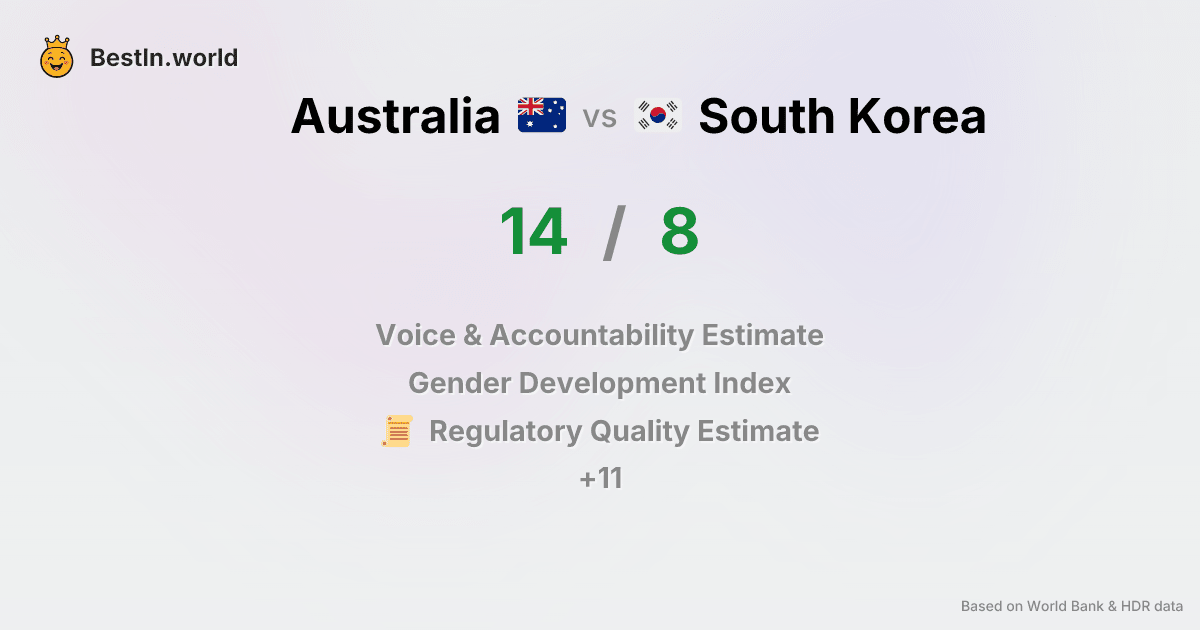 BestIn.world
Australia vs South Korea
14 / 8
Voice & Accountability Estimate
Gender Development Index
Regulatory Quality Estimate
+11
Based on World Bank & HDR data